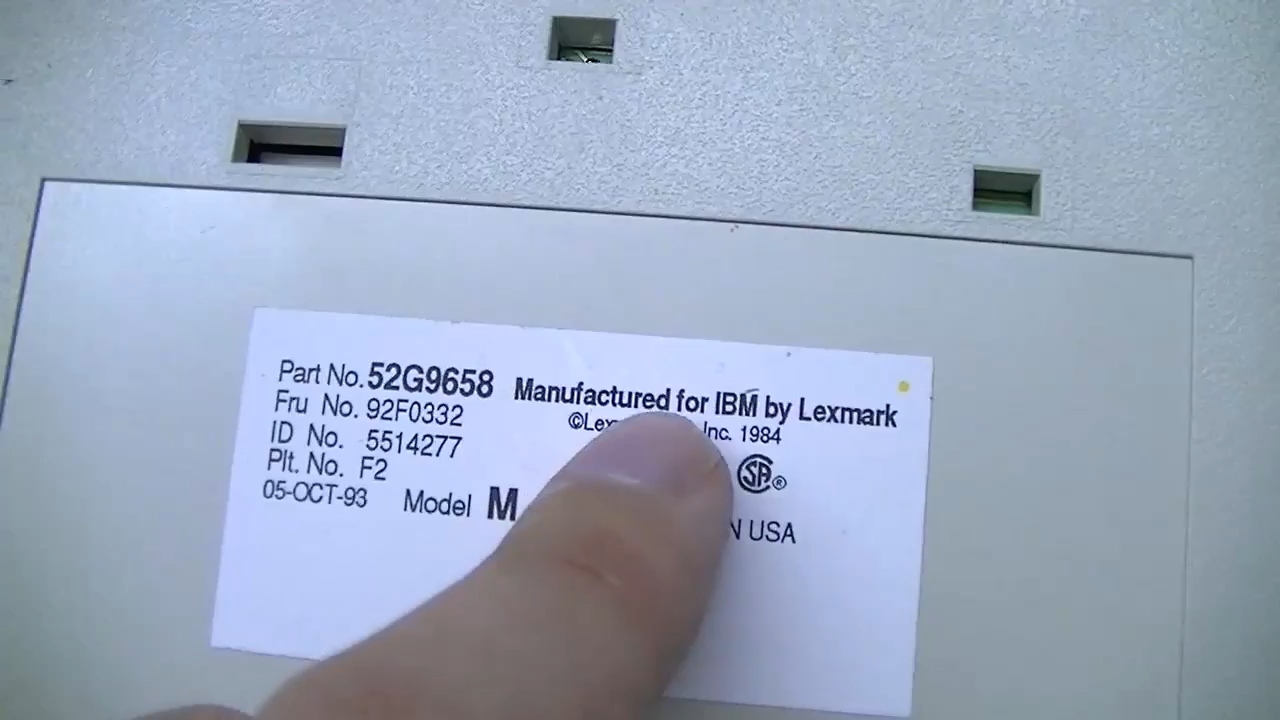 Part No. 52G9658 Manufactured for IBM by Lexmark
Fru No. 92F0332
© Inc. 1984
ID No. 5514277
Plt. No. F2
SA ®
05-OCT-93 Model M
USA